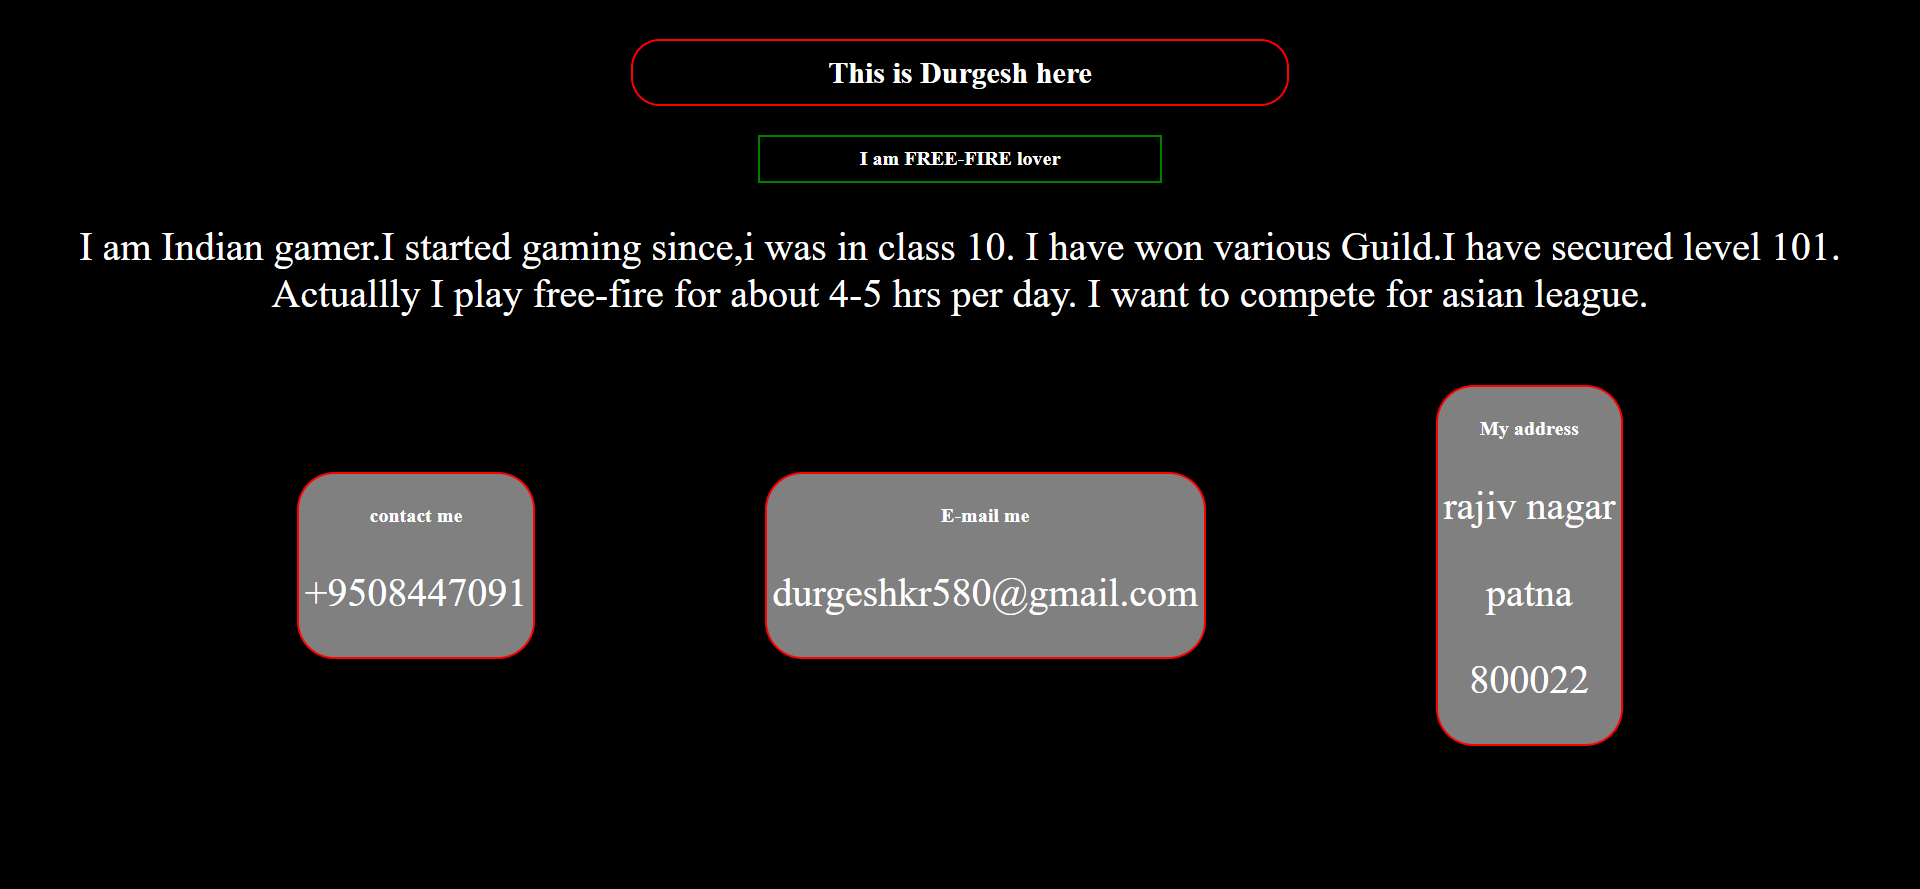 This is Durgesh here
I am FREE-FIRE lover
I am Indian gamer.I started gaming since,i was in class 10. I have won various Guild.I have secured level 101.
Actuallly I play free-fire for about 4-5 hrs per day. I want to compete for asian league.
contact me
+9508447091
E-mail me
durgeshkr580@gmail.com
My address
rajiv nagar
patna
800022